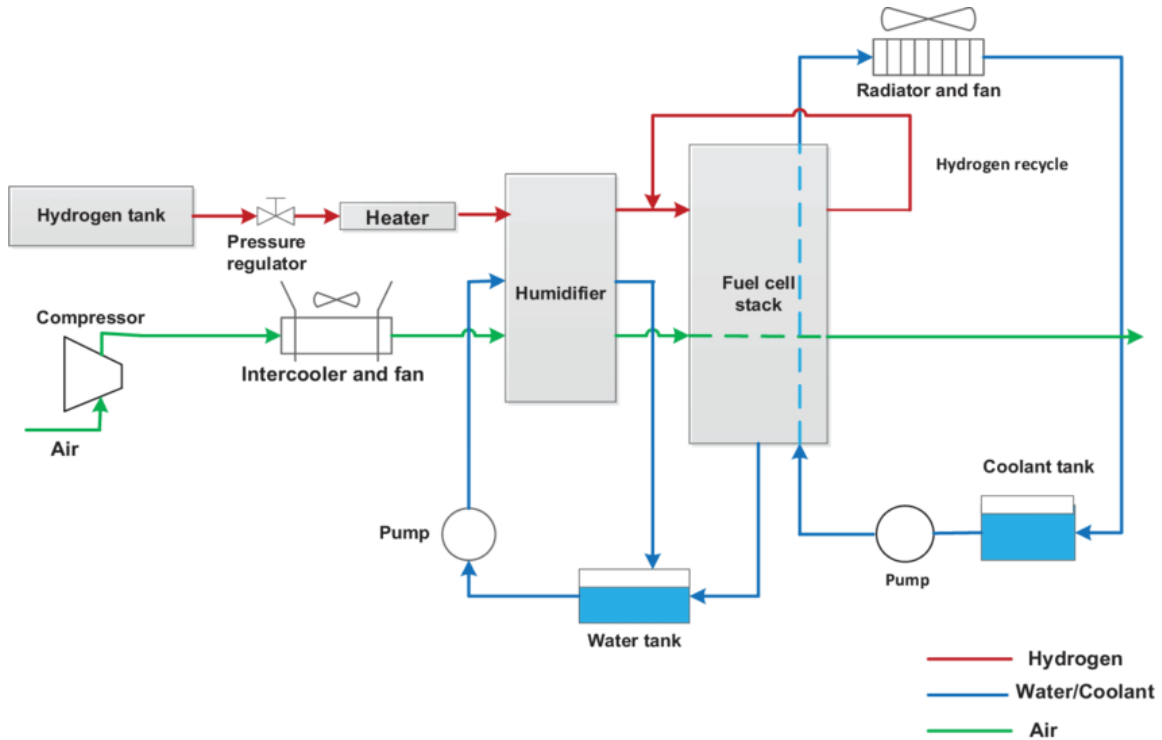 Radiator and fan
Hydrogen recycle
Hydrogen tank
Pressure
regulator
Heater
Humidifier
Fuel cell
stack
Compressor
Intercooler and fan
Air
Coolant tank
Pump
Pump
Water tank
Hydrogen
Water/Coolant
Air